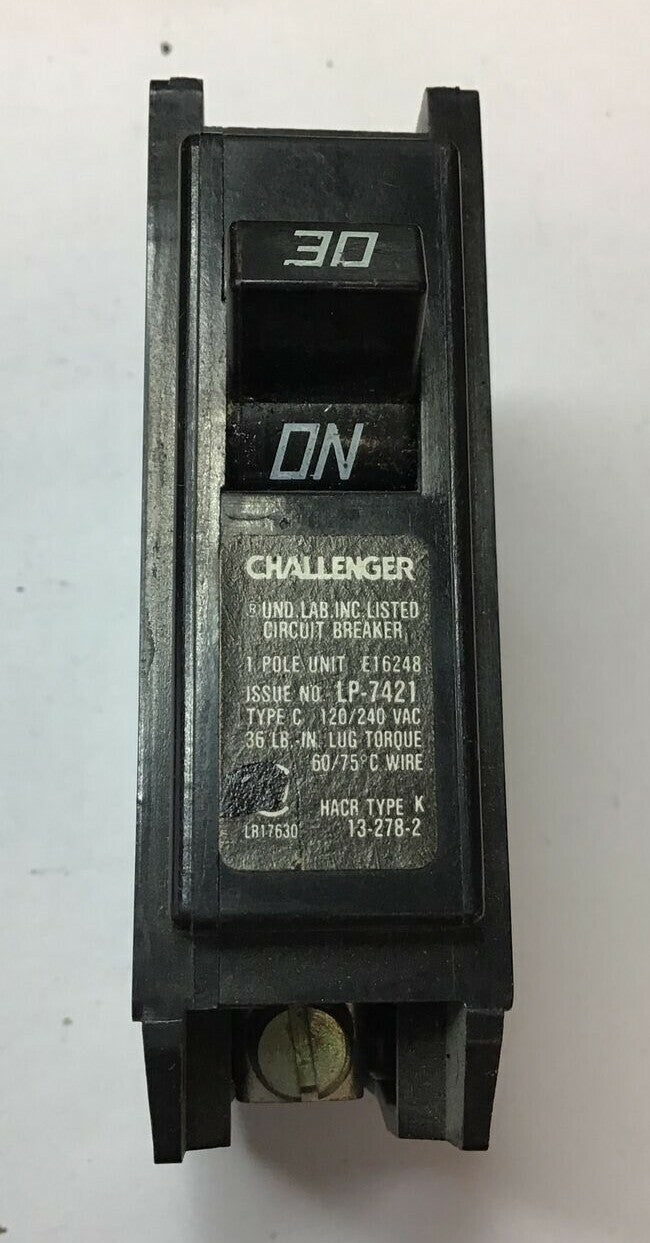 30
ON
CHALLENGER
® UND. LAB. INC. LISTED
CIRCUIT BREAKER
1 POLE UNIT E16248
ISSUE NO. LP-7421
TYPE C 120/240 VAC
36 LB.-IN. LUG TORQUE
60/75°C WIRE
HACR TYPE K
LR17630 13-278-2